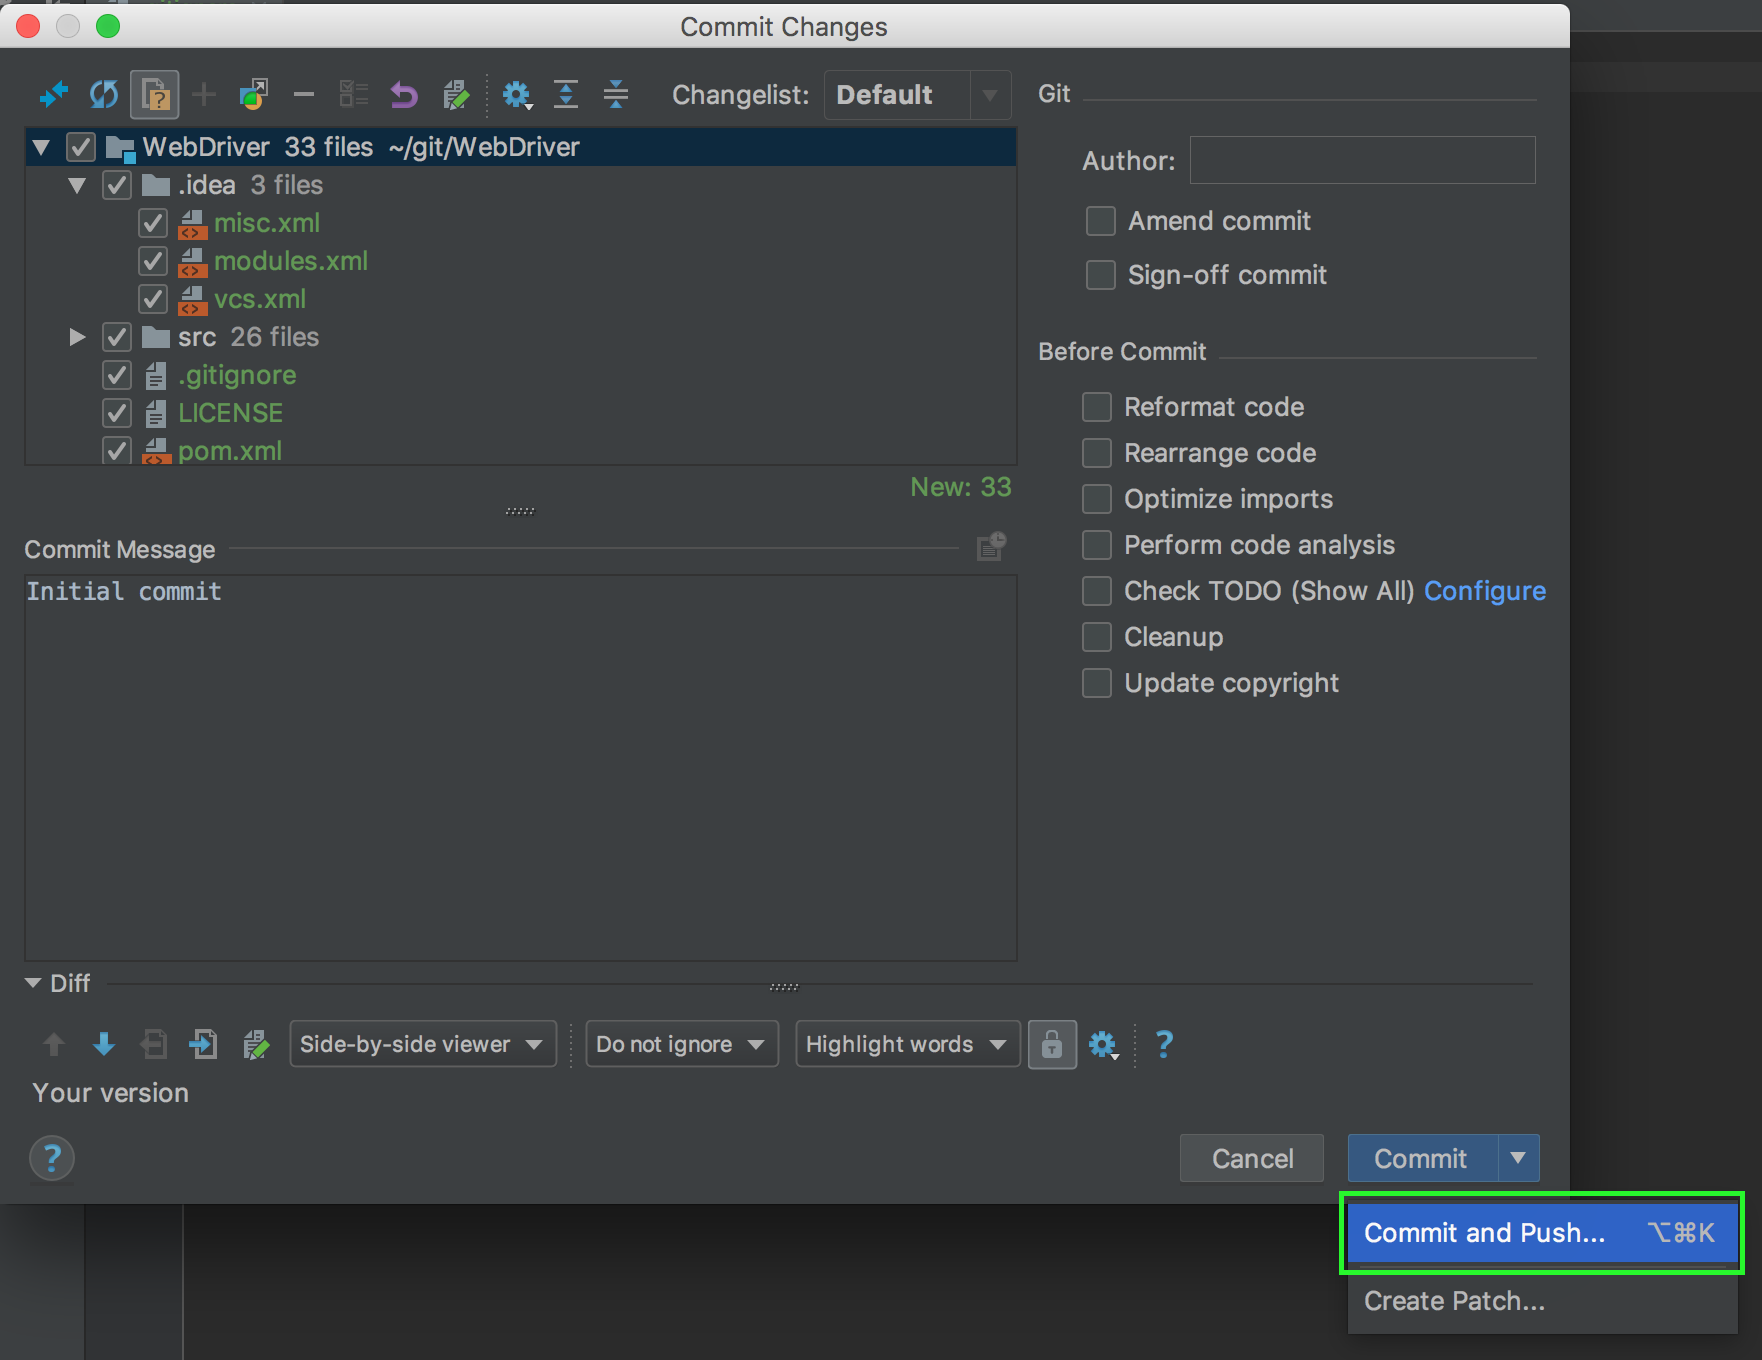 Commit Changes
Changelist: Default
WebDriver 33 files ~/git/WebDriver
.idea 3 files
misc.xml
modules.xml
vcs.xml
src 26 files
.gitignore
LICENSE
pom.xml
New: 33
Commit Message
Initial commit
Git
Author:
Amend commit
Sign-off commit
Before Commit
Reformat code
Rearrange code
Optimize imports
Perform code analysis
Check TODO (Show All) Configure
Cleanup
Update copyright
Diff
Side-by-side viewer Do not ignore Highlight words ?
Your version
? Cancel Commit
Commit and Push... ⌥⌘K
Create Patch...